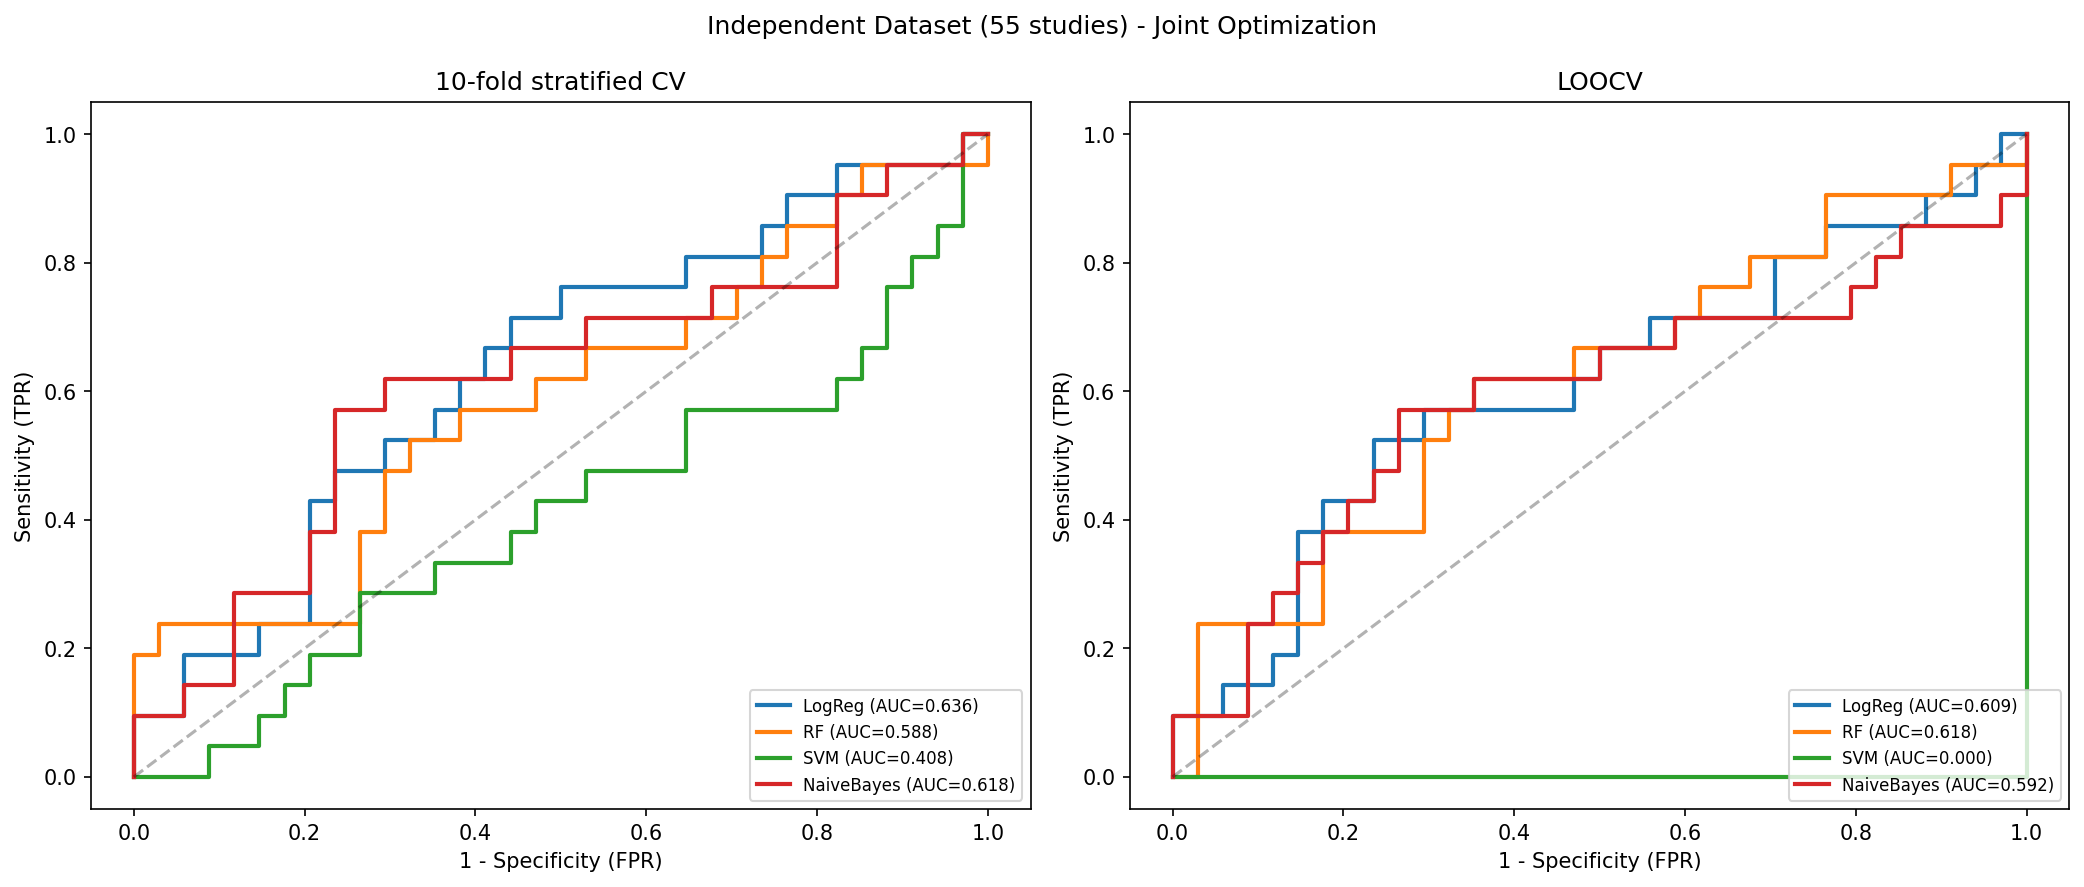 Independent Dataset (55 studies) - Joint Optimization
10-fold stratified CV
1.0
0.8
0.6
0.4
0.2
0.0
Sensitivity (TPR)
0.0 0.2 0.4 0.6 0.8 1.0
1 - Specificity (FPR)
LogReg (AUC=0.636)
RF (AUC=0.588)
SVM (AUC=0.408)
NaiveBayes (AUC=0.618)
LOOCV
1.0
0.8
0.6
0.4
0.2
0.0
Sensitivity (TPR)
0.0 0.2 0.4 0.6 0.8 1.0
1 - Specificity (FPR)
LogReg (AUC=0.609)
RF (AUC=0.618)
SVM (AUC=0.000)
NaiveBayes (AUC=0.592)